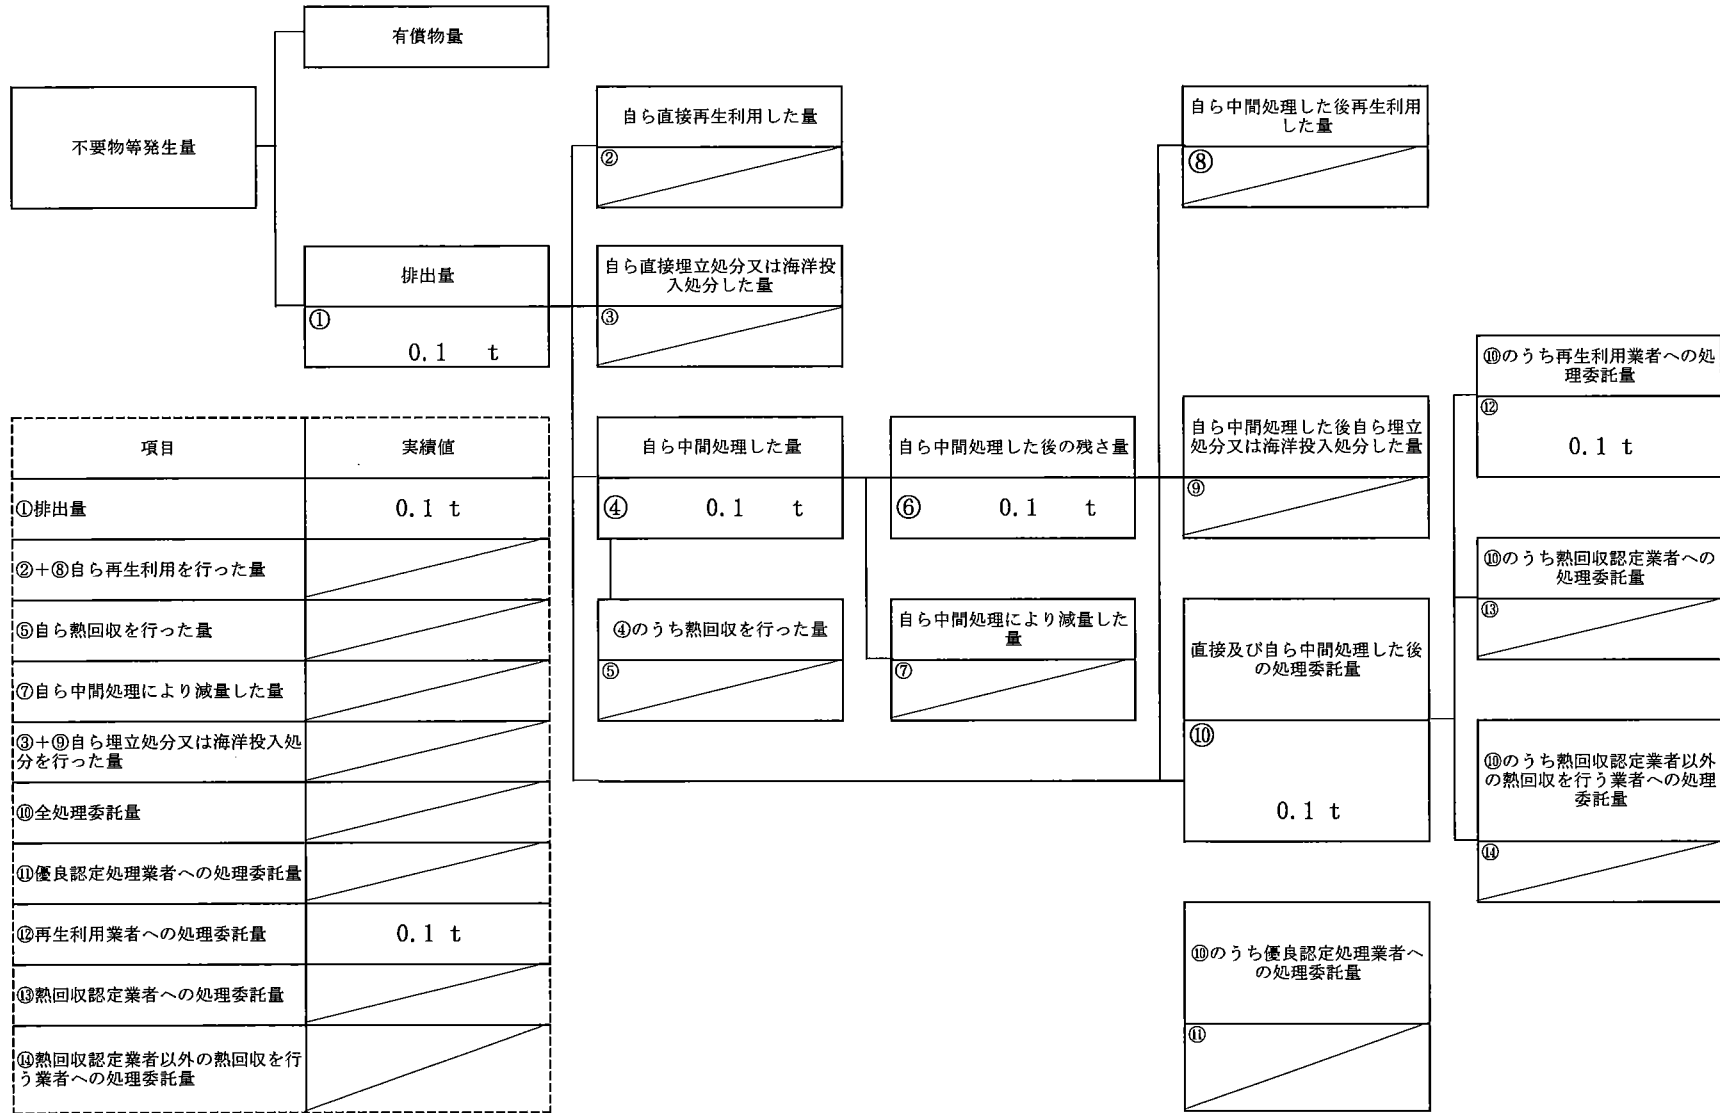 有償物量
不要物等発生量
排出量
①
0.1 t
自ら直接再生利用した量
②
自ら直接埋立処分又は海洋投
入処分した量
③
自ら中間処理した量
④ 0.1 t
④のうち熱回収を行った量
⑤
自ら中間処理した後の残さ量
⑥ 0.1 t
自ら中間処理により減量した
量
⑦
自ら中間処理した後再生利用
した量
⑧
自ら中間処理した後自ら埋立
処分又は海洋投入処分した量
⑨
直接及び自ら中間処理した後
の処理委託量
⑩
0.1 t
⑩のうち優良認定処理業者へ
の処理委託量
⑪
⑩のうち再生利用業者への処
理委託量
⑫
0.1 t
⑩のうち熱回収認定業者への
処理委託量
⑬
⑩のうち熱回収認定業者以外
の熱回収を行う業者への処理
委託量
⑭
項目 実績値
①排出量 0.1 t
②+⑧自ら再生利用を行った量
⑤自ら熱回収を行った量
⑦自ら中間処理により減量した量
③+⑨自ら埋立処分又は海洋投入処
分を行った量
⑩全処理委託量
⑪優良認定処理業者への処理委託量
⑫再生利用業者への処理委託量 0.1 t
⑬熱回収認定業者への処理委託量
⑭熱回収認定業者以外の熱回収を行
う業者への処理委託量